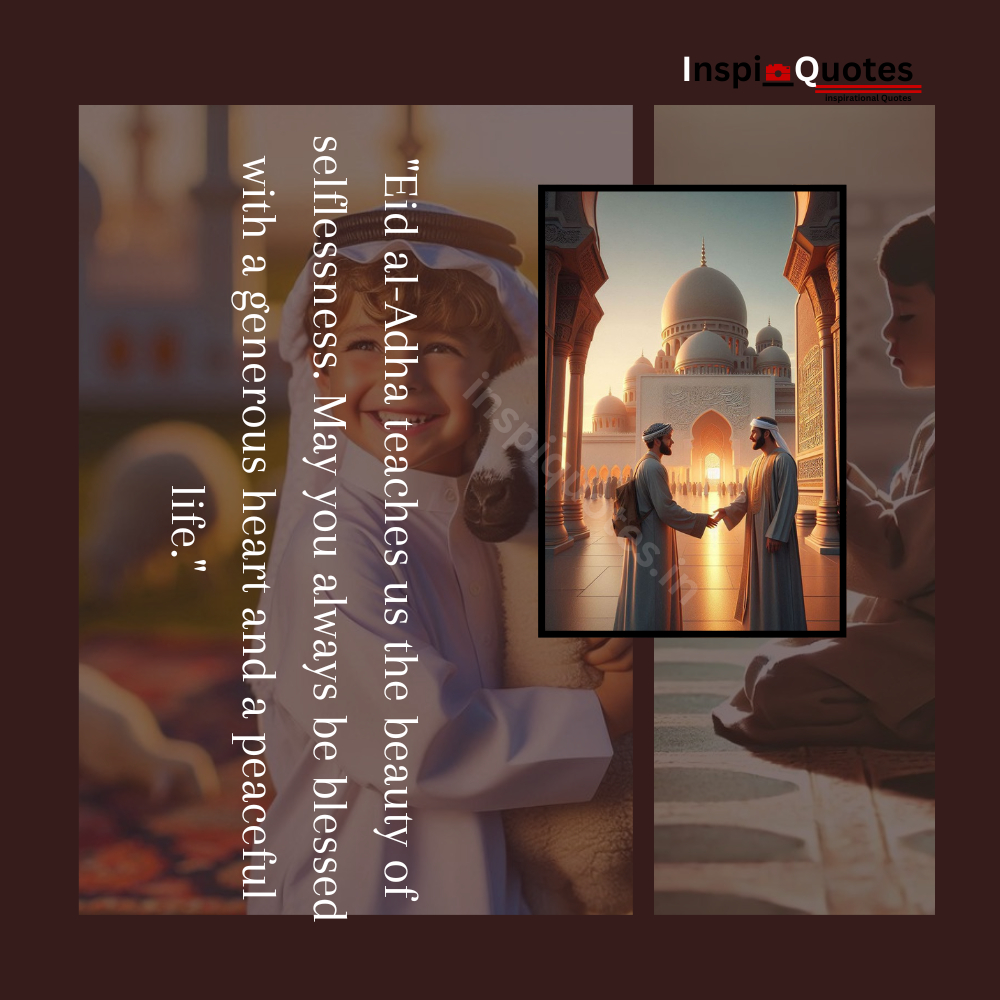 InspiQuotes
Inspirational Quotes
"Eid al-Adha teaches us the beauty of
selflessness. May you always be blessed
with a generous heart and a peaceful
life."
inspiquotes.in